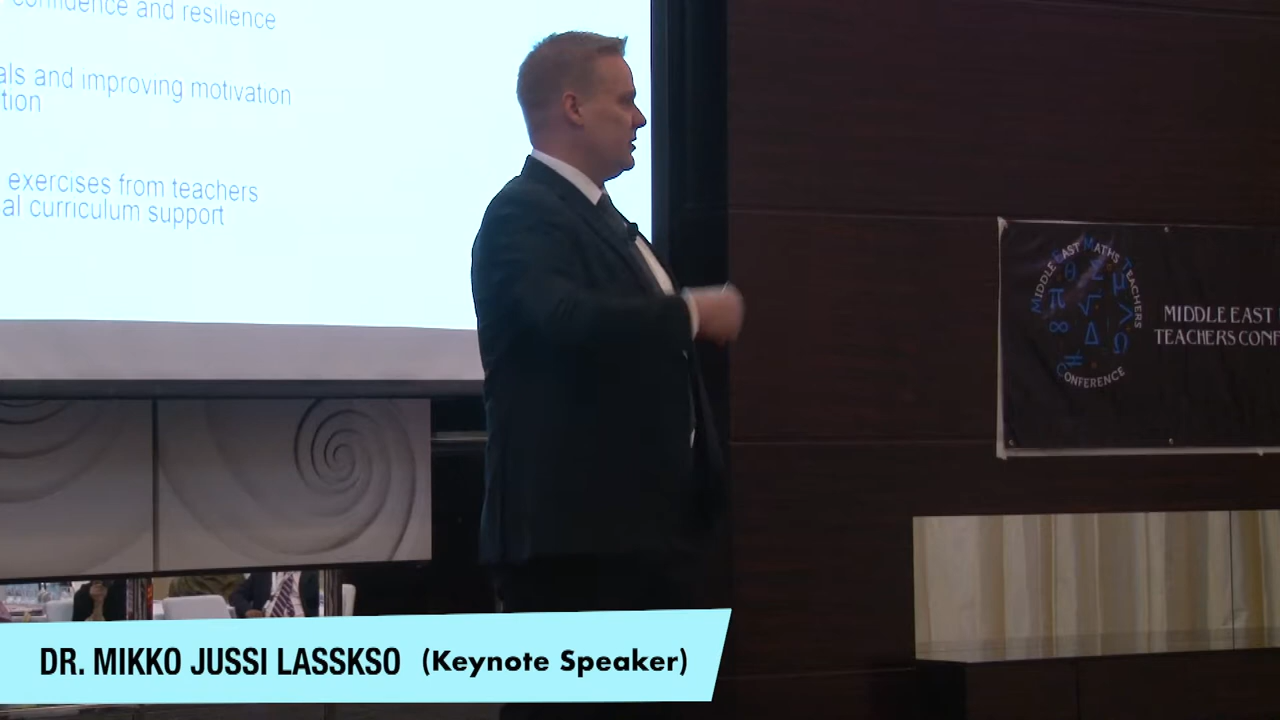 confidence and resilience
als and improving motivation
tion
exercises from teachers
al curriculum support
MIDDLE EAST MATHS TEACHERS
CONFERENCE
θ Σ μ
π √ >
∞ Δ Ω
≠
MIDDLE EAST
TEACHERS CONF
DR. MIKKO JUSSI LASSKSO (Keynote Speaker)